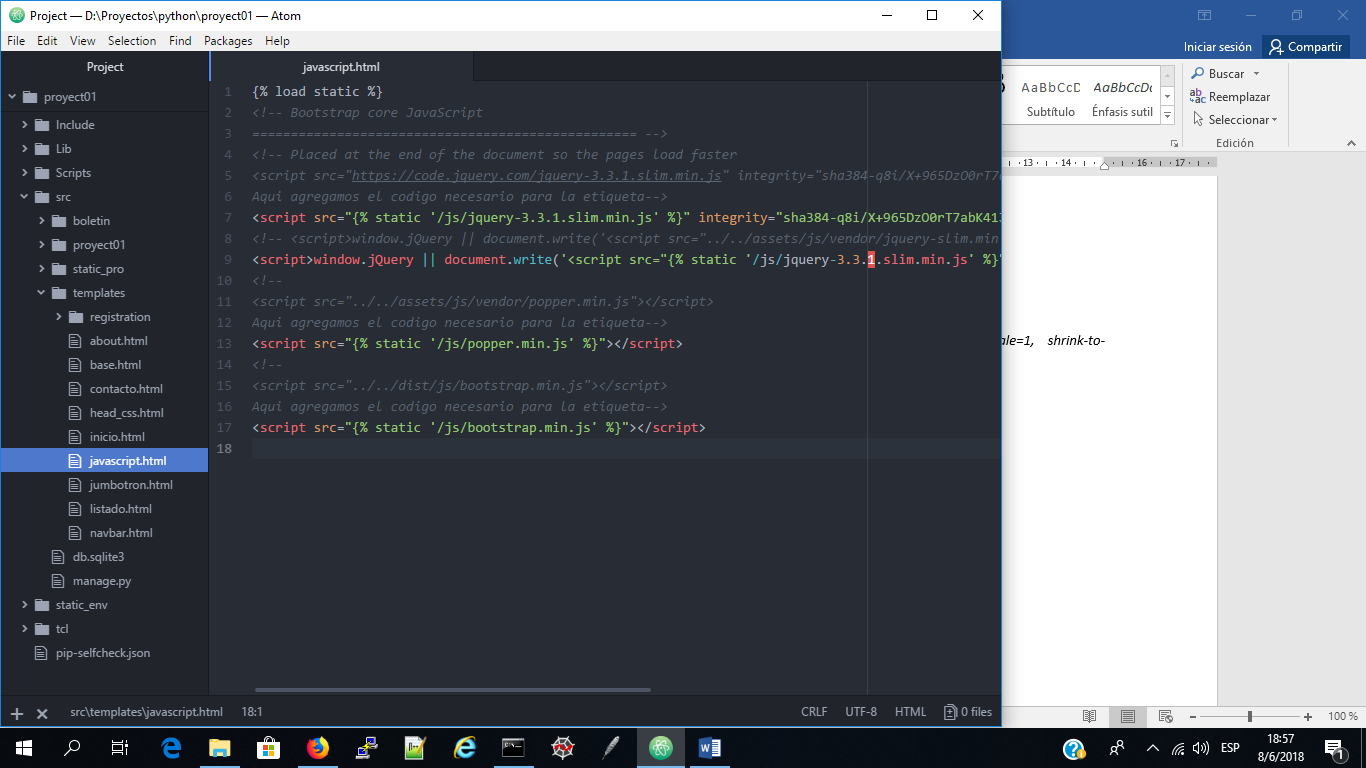 Project — D:\Proyectos\python\proyect01 — Atom
File Edit View Selection Find Packages Help
Project
proyect01
Include
Lib
Scripts
src
boletin
proyect01
static_pro
templates
registration
about.html
base.html
contacto.html
head_css.html
inicio.html
javascript.html
jumbotron.html
listado.html
navbar.html
db.sqlite3
manage.py
static_env
tcl
pip-selfcheck.json
javascript.html
1 {% load static %}
2 <!-- Bootstrap core JavaScript
3 ================================================== -->
4 <!-- Placed at the end of the document so the pages load faster
5 <script src="https://code.jquery.com/jquery-3.3.1.slim.min.js" integrity="sha384-q8i/X+965DzO0rT7
6 Aqui agregamos el codigo necesario para la etiqueta-->
7 <script src="{% static '/js/jquery-3.3.1.slim.min.js' %}" integrity="sha384-q8i/X+965DzO0rT7abK41
8 <!-- <script>window.jQuery || document.write('<script src="../../assets/js/vendor/jquery-slim.min
9 <script>window.jQuery || document.write('<script src="{% static '/js/jquery-3.3.1.slim.min.js' %}"
10 <!--
11 <script src="../../assets/js/vendor/popper.min.js"></script>
12 Aqui agregamos el codigo necesario para la etiqueta-->
13 <script src="{% static '/js/popper.min.js' %}"></script>
14 <!--
15 <script src="../../dist/js/bootstrap.min.js"></script>
16 Aqui agregamos el codigo necesario para la etiqueta-->
17 <script src="{% static '/js/bootstrap.min.js' %}"></script>
18
src\templates\javascript.html 18:1 CRLF UTF-8 HTML 0 files
Iniciar sesión Compartir
AaBbCcD AaBbCcDc
Subtítulo Énfasis sutil
Buscar
Reemplazar
Seleccionar
Edición
13 14 16 17
ale=1, shrink-to-
100 %
ESP
18:57
8/6/2018
1